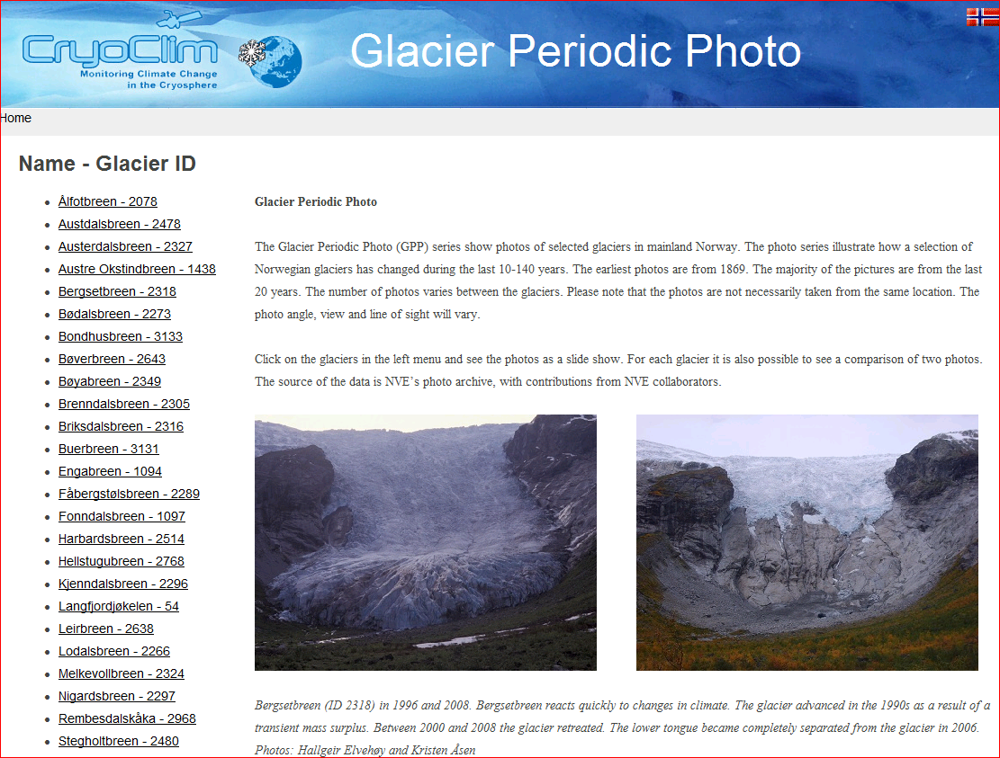 CryoClim
Monitoring Climate Change
in the Cryosphere
Glacier Periodic Photo
Home
Name - Glacier ID
Ålfotbreen - 2078
Austdalsbreen - 2478
Austerdalsbreen - 2327
Austre Okstindbreen - 1438
Bergsetbreen - 2318
Bødalsbreen - 2273
Bondhusbreen - 3133
Bøverbreen - 2643
Bøyabreen - 2349
Brenndalsbreen - 2305
Briksdalsbreen - 2316
Buerbreen - 3131
Engabreen - 1094
Fåbergstølsbreen - 2289
Fonndalsbreen - 1097
Harbardsbreen - 2514
Hellstugubreen - 2768
Kjenndalsbreen - 2296
Langfjordjøkelen - 54
Leirbreen - 2638
Lodalsbreen - 2266
Melkevollbreen - 2324
Nigardsbreen - 2297
Rembesdalskåka - 2968
Stegholtbreen - 2480
Glacier Periodic Photo
The Glacier Periodic Photo (GPP) series show photos of selected glaciers in mainland Norway. The photo series illustrate how a selection of
Norwegian glaciers has changed during the last 10-140 years. The earliest photos are from 1869. The majority of the pictures are from the last
20 years. The number of photos varies between the glaciers. Please note that the photos are not necessarily taken from the same location. The
photo angle, view and line of sight will vary.
Click on the glaciers in the left menu and see the photos as a slide show. For each glacier it is also possible to see a comparison of two photos.
The source of the data is NVE's photo archive, with contributions from NVE collaborators.
Bergsetbreen (ID 2318) in 1996 and 2008. Bergsetbreen reacts quickly to changes in climate. The glacier advanced in the 1990s as a result of a
transient mass surplus. Between 2000 and 2008 the glacier retreated. The lower tongue became completely separated from the glacier in 2006.
Photos: Hallgeir Elvehøy and Kristen Åsen